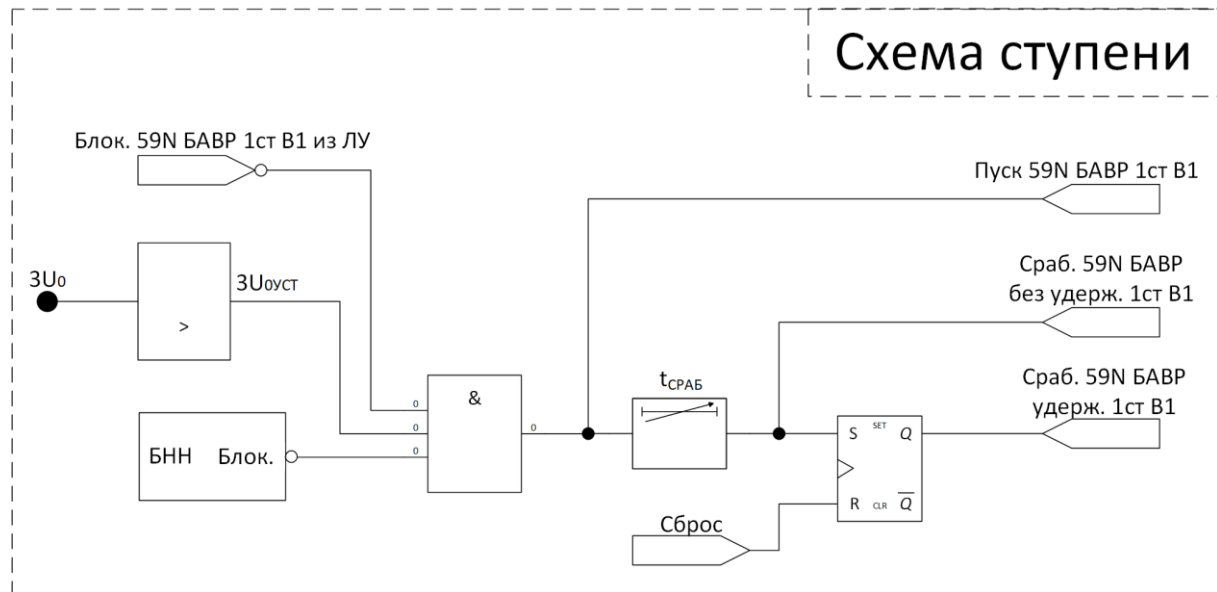 Схема ступени
Блок. 59N БАВР 1ст В1 из ЛУ
Пуск 59N БАВР 1ст В1
3U0
>
3U0УСТ
Сраб. 59N БАВР
без удерж. 1ст В1
БНН Блок.
&
0
0
0
0
tСРАБ
Сраб. 59N БАВР
удерж. 1ст В1
S SET Q
R CLR Q
Сброс